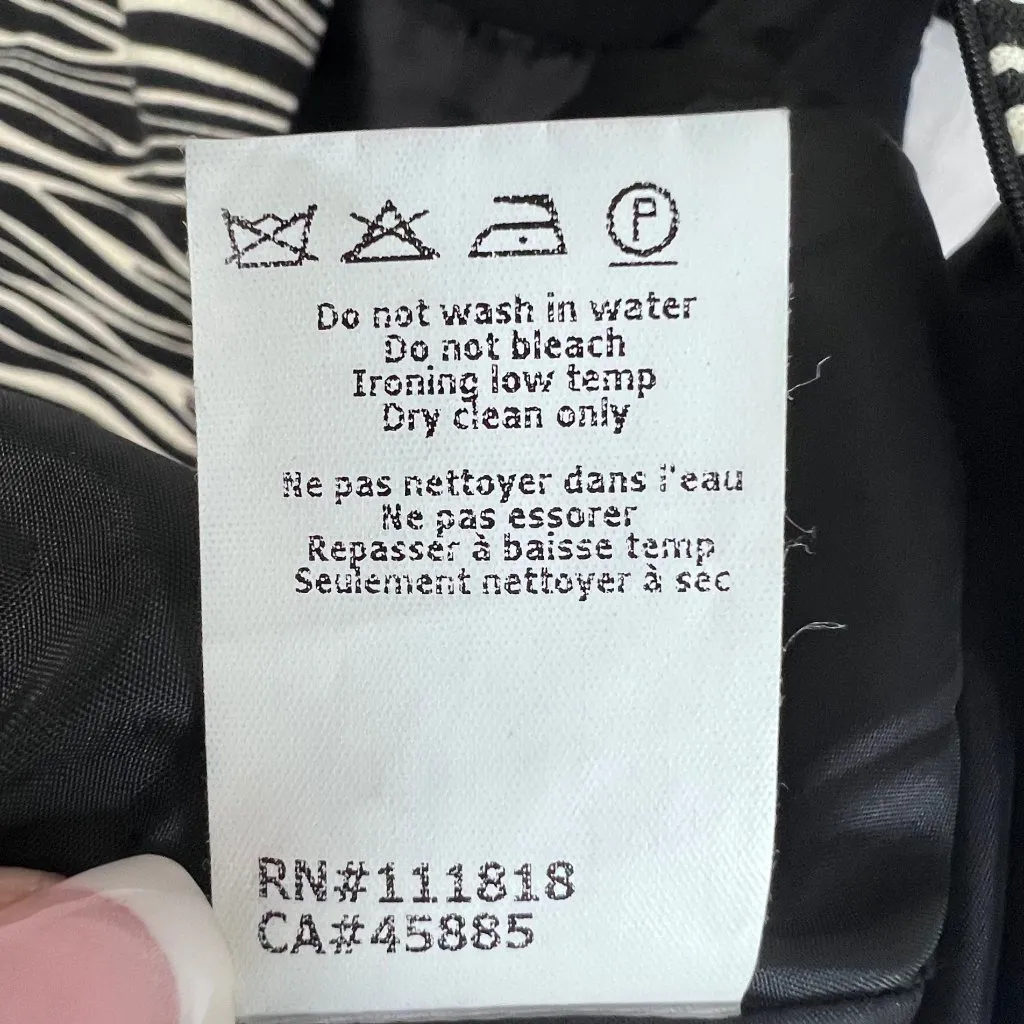 P
Do not wash in water
Do not bleach
Ironing low temp
Dry clean only
Ne pas nettoyer dans l'eau
Ne pas essorer
Repasser à baisse temp
Seulement nettoyer à sec
RN#111818
CA#45885